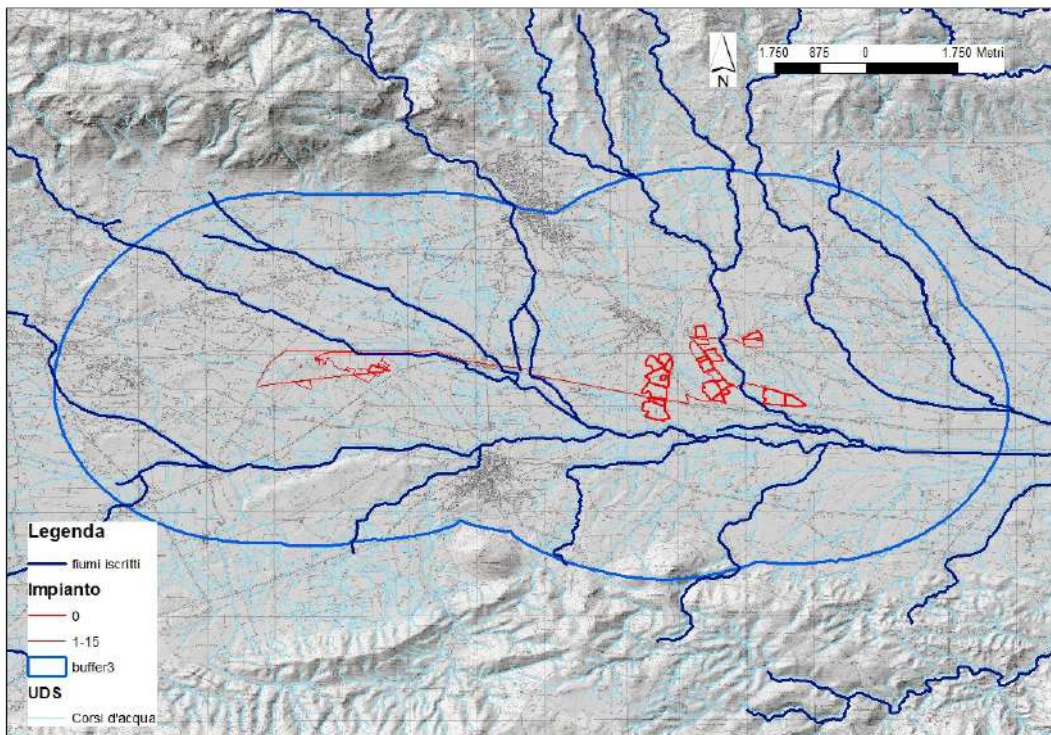 1.750 875 0 1.750 Metri
N
Legenda
fiumi iscritti
Impianto
0
1-15
buffer3
UDS
Corsi d'acqua